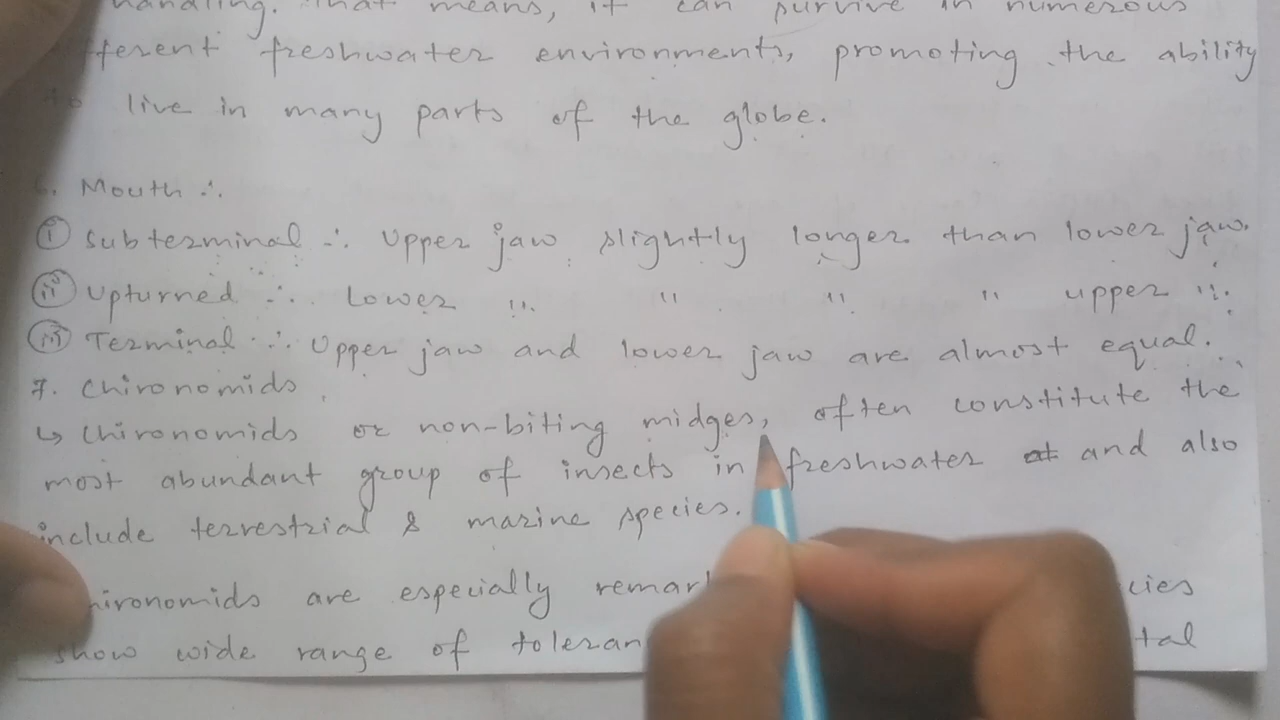 handling. That means, it can survive in numerous
fferent freshwater environments, promoting the ability
to live in many parts of the globe.
6. Mouth ∴
(i) Subterminal ∴ Upper jaw slightly longer than lower jaw.
(ii) Upturned ∴ Lower " " " " upper "
(iii) Terminal ∴ Upper jaw and lower jaw are almost equal.
7. Chironomids
↳ Chironomids or non-biting midges, often constitute the
most abundant group of insects in freshwater and also
include terrestrial & marine species.
hironomids are especially remar cies
show wide range of toleran tal